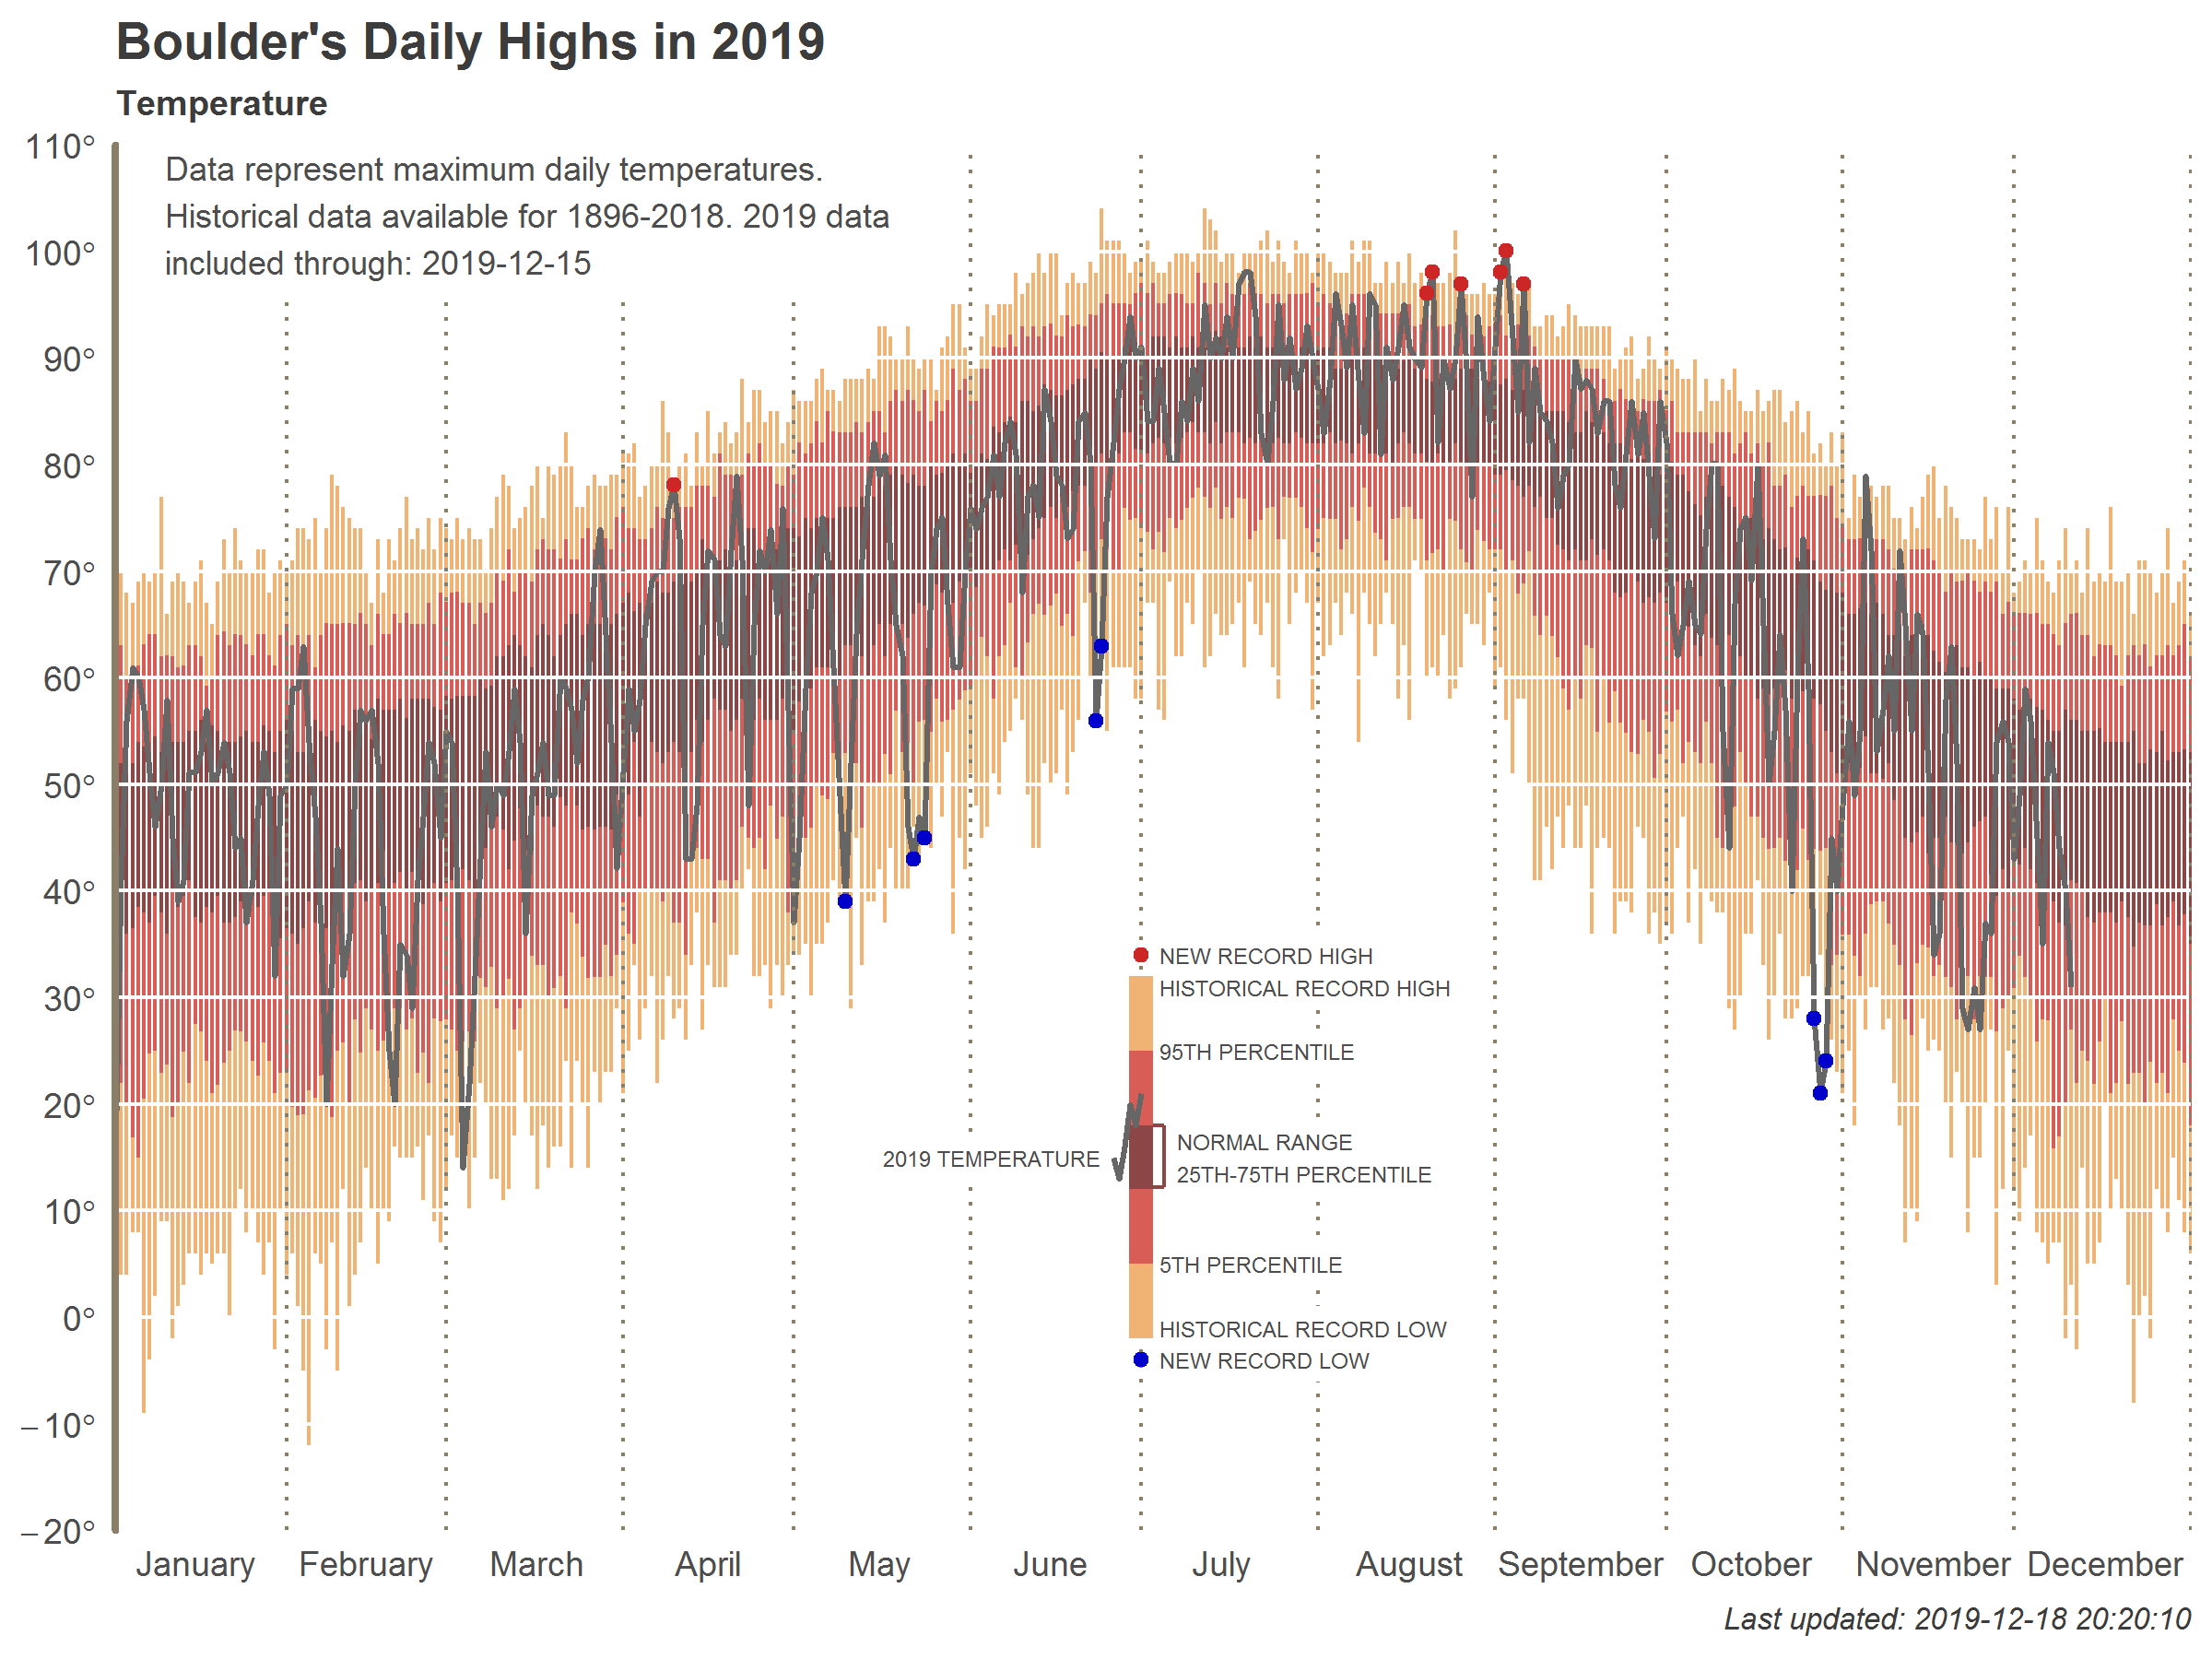 Boulder's Daily Highs in 2019
Temperature
110°
Data represent maximum daily temperatures.
Historical data available for 1896-2018. 2019 data
included through: 2019-12-15
100°
90°
80°
70°
60°
50°
40°
30°
20°
10°
0°
−10°
−20°
NEW RECORD HIGH
HISTORICAL RECORD HIGH
95TH PERCENTILE
2019 TEMPERATURE
NORMAL RANGE
25TH-75TH PERCENTILE
5TH PERCENTILE
HISTORICAL RECORD LOW
NEW RECORD LOW
January February March April May June July August September October November December
Last updated: 2019-12-18 20:20:10